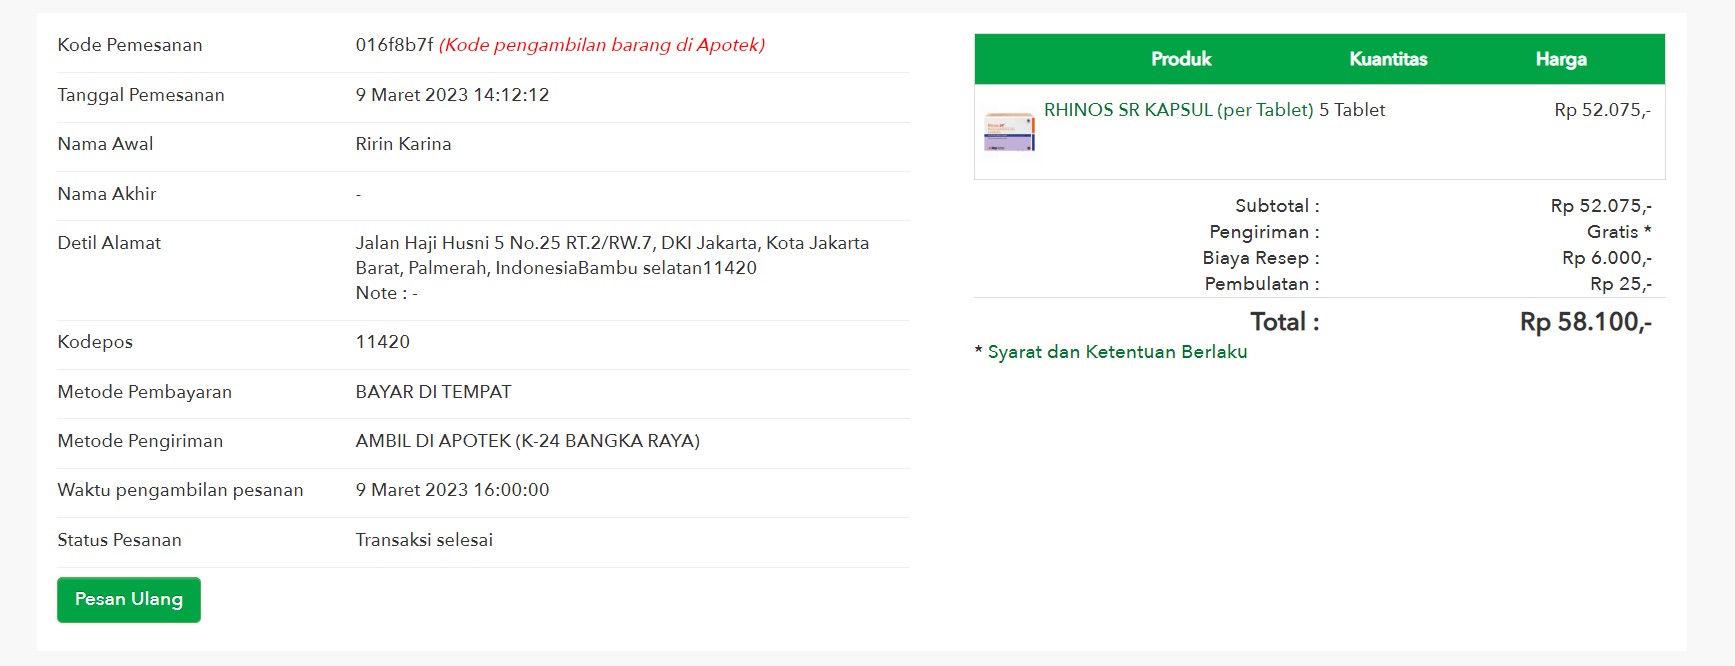 Kode Pemesanan 016f8b7f (Kode pengambilan barang di Apotek)
Tanggal Pemesanan 9 Maret 2023 14:12:12
Nama Awal Ririn Karina
Nama Akhir -
Detil Alamat Jalan Haji Husni 5 No.25 RT.2/RW.7, DKI Jakarta, Kota Jakarta
Barat, Palmerah, IndonesiaBambu selatan11420
Note : -
Kodepos 11420
Metode Pembayaran BAYAR DI TEMPAT
Metode Pengiriman AMBIL DI APOTEK (K-24 BANGKA RAYA)
Waktu pengambilan pesanan 9 Maret 2023 16:00:00
Status Pesanan Transaksi selesai
Pesan Ulang
Produk Kuantitas Harga
RHINOS SR KAPSUL (per Tablet) 5 Tablet Rp 52.075,-
Subtotal : Rp 52.075,-
Pengiriman : Gratis *
Biaya Resep : Rp 6.000,-
Pembulatan : Rp 25,-
Total : Rp 58.100,-
* Syarat dan Ketentuan Berlaku